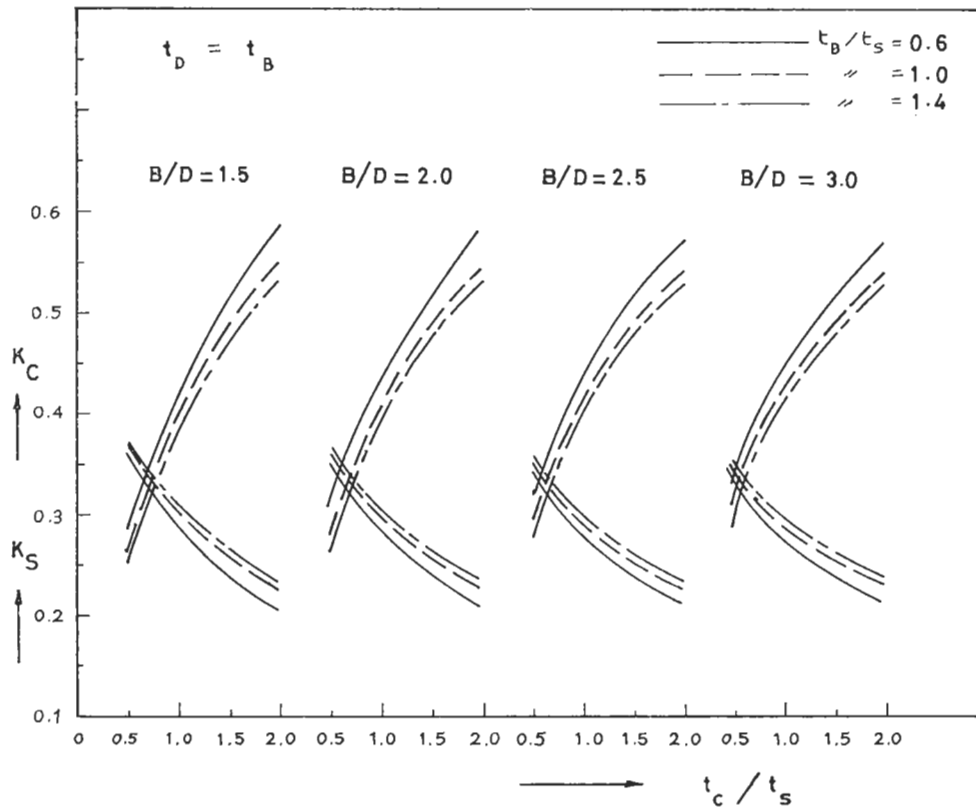 t_D = t_B
t_B/t_S = 0.6
〃 = 1.0
〃 = 1.4
B/D = 1.5
B/D = 2.0
B/D = 2.5
B/D = 3.0
0.6
0.5
K_C
0.4
0.3
K_S
0.2
0.1
0 0.5 1.0 1.5 2.0 0.5 1.0 1.5 2.0 0.5 1.0 1.5 2.0 0.5 1.0 1.5 2.0
t_C / t_S